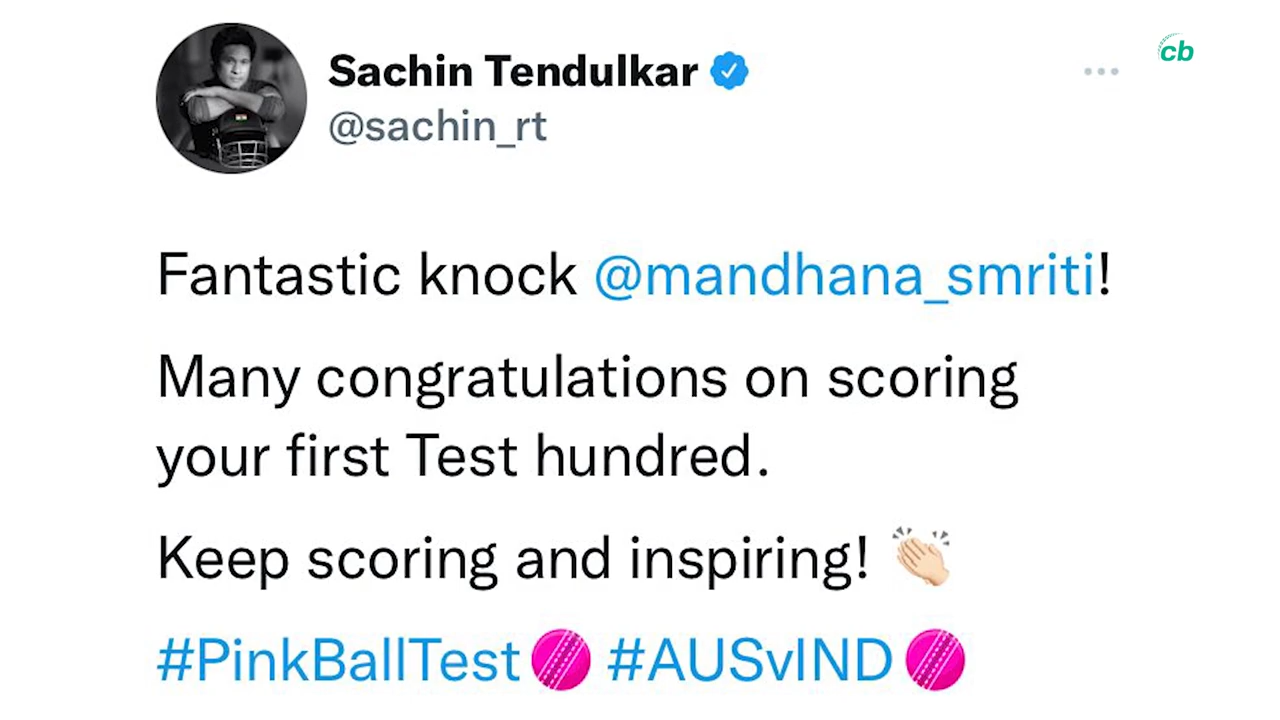 Sachin Tendulkar
cb
@sachin_rt
Fantastic knock @mandhana_smriti!
Many congratulations on scoring
your first Test hundred.
Keep scoring and inspiring! 👏🏻
#PinkBallTest #AUSvIND